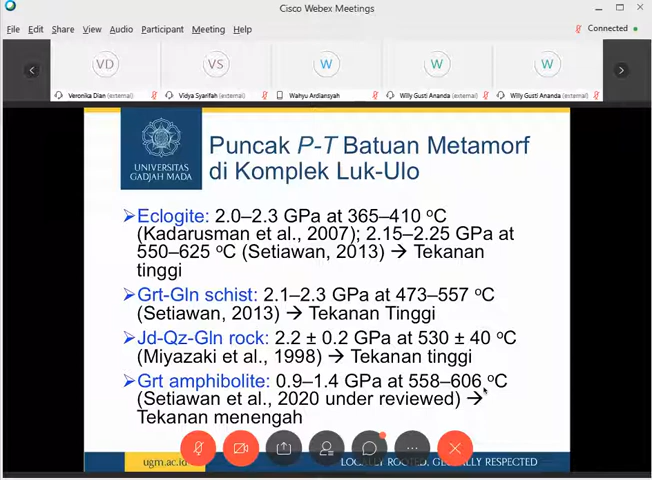 Cisco Webex Meetings
File Edit Share View Audio Participant Meeting Help
Connected
VD VS W W W
Veronika Dian (external) Vidya Syarifah (external) Wahyu Ardiansyah Willy Gusti Ananda (external) Willy Gusti Ananda (external)
UNIVERSITAS
GADJAH MADA
Puncak P-T Batuan Metamorf
di Komplek Luk-Ulo
➢Eclogite: 2.0–2.3 GPa at 365–410 ºC
(Kadarusman et al., 2007); 2.15–2.25 GPa at
550–625 ºC (Setiawan, 2013) → Tekanan
tinggi
➢Grt-Gln schist: 2.1–2.3 GPa at 473–557 ºC
(Setiawan, 2013) → Tekanan Tinggi
➢Jd-Qz-Gln rock: 2.2 ± 0.2 GPa at 530 ± 40 ºC
(Miyazaki et al., 1998) → Tekanan tinggi
➢Grt amphibolite: 0.9–1.4 GPa at 558–606 ºC
(Setiawan et al., 2020 under reviewed) →
Tekanan menengah
ugm.ac.id LOCALLY ROOTED, GLOBALLY RESPECTED